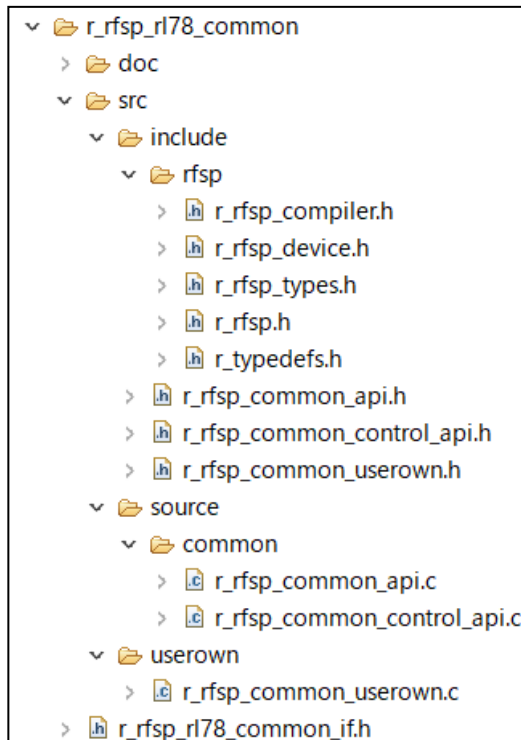 r_rfsp_rl78_common
doc
src
include
rfsp
r_rfsp_compiler.h
r_rfsp_device.h
r_rfsp_types.h
r_rfsp.h
r_typedefs.h
r_rfsp_common_api.h
r_rfsp_common_control_api.h
r_rfsp_common_userown.h
source
common
r_rfsp_common_api.c
r_rfsp_common_control_api.c
userown
r_rfsp_common_userown.c
r_rfsp_rl78_common_if.h